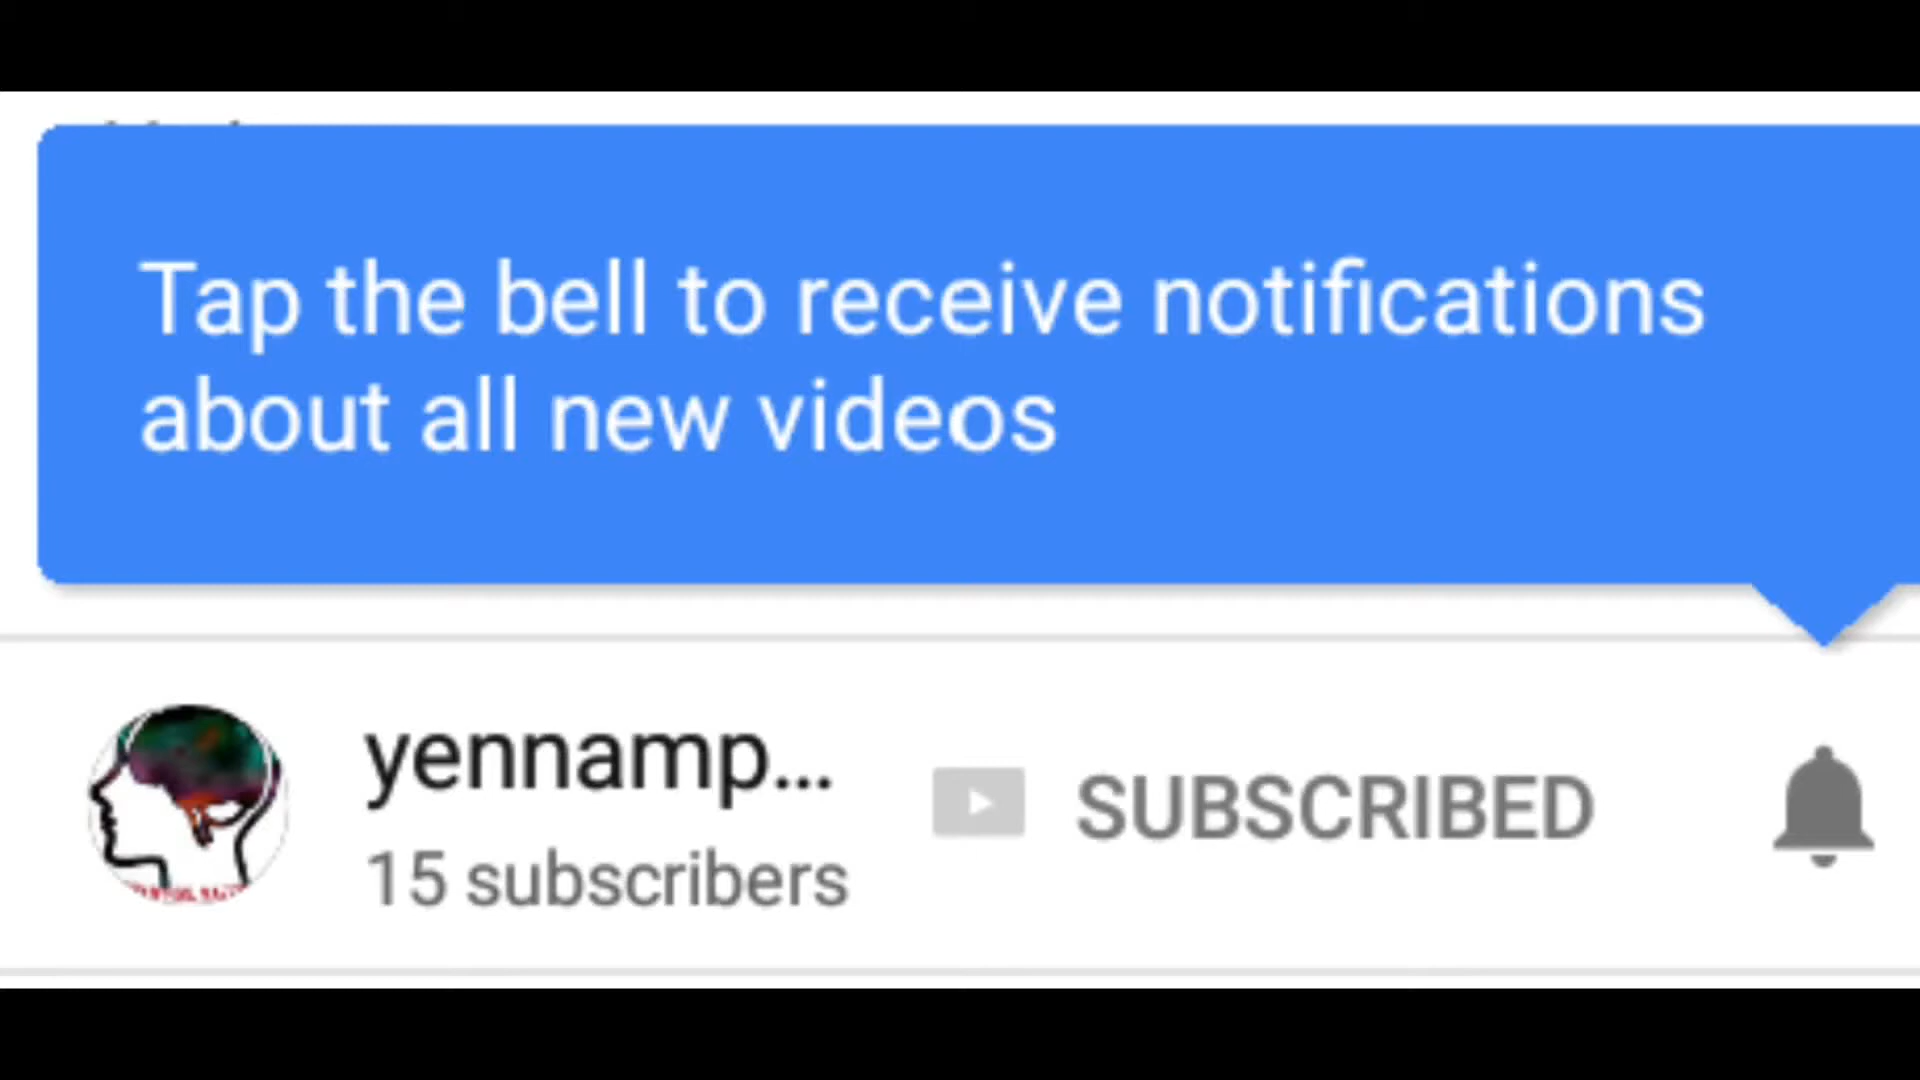 Tap the bell to receive notifications
about all new videos
yennamp...
SUBSCRIBED
15 subscribers